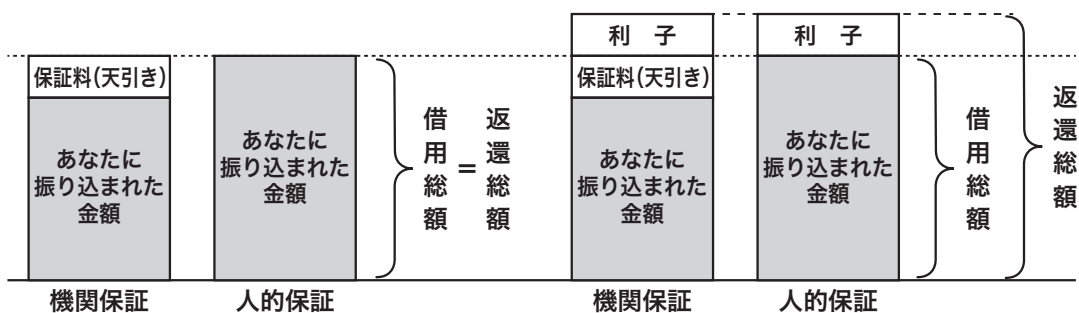 保証料(天引き)
あなたに
振り込まれた
金額
機関保証
あなたに
振り込まれた
金額
人的保証
借用総額
=
返還総額
利　子
保証料(天引き)
あなたに
振り込まれた
金額
機関保証
利　子
あなたに
振り込まれた
金額
人的保証
借用総額
返還総額